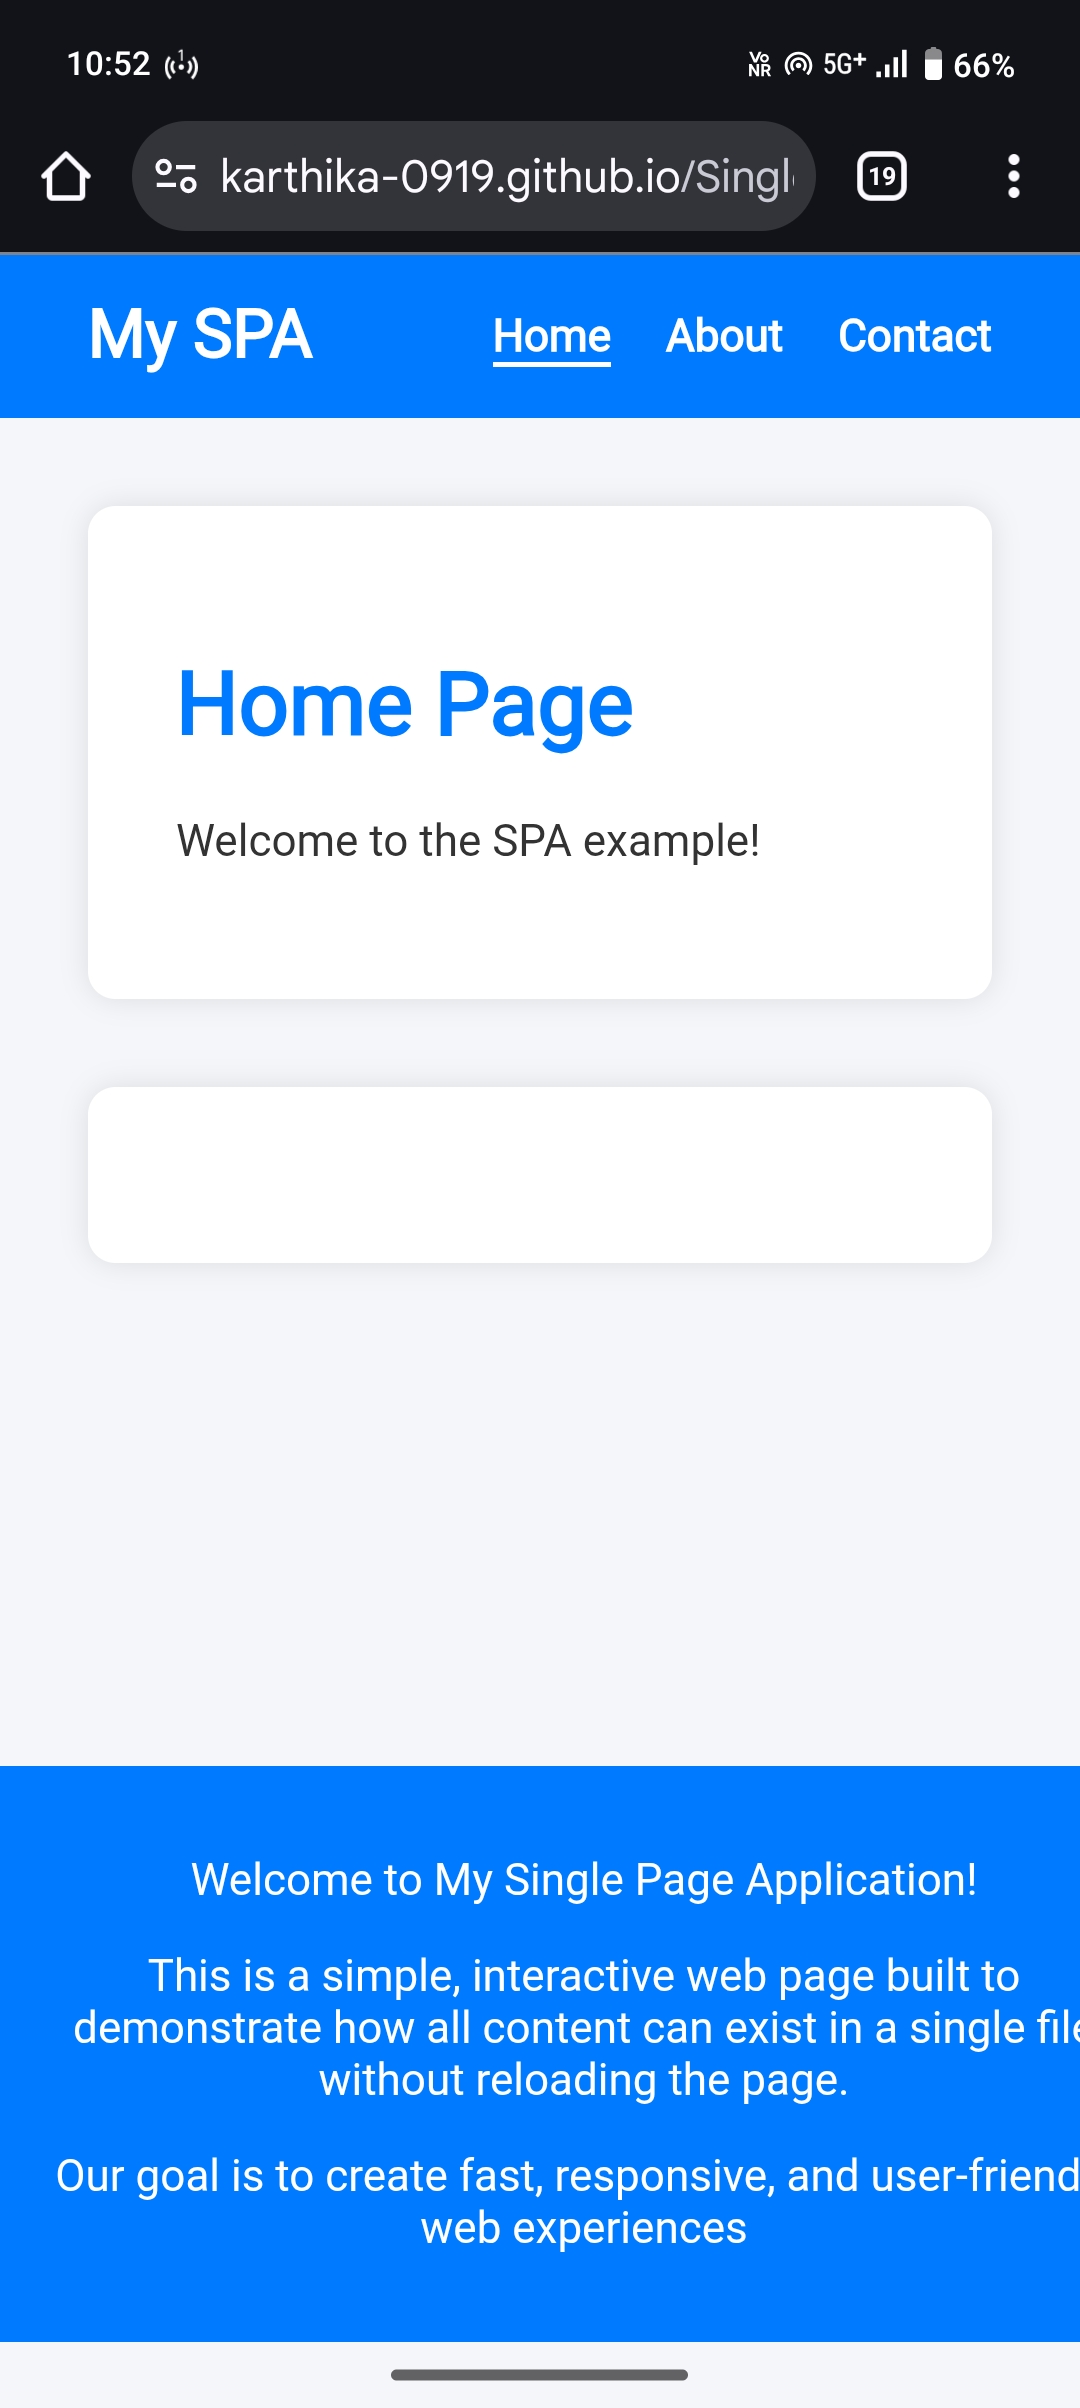 10:52
Vo NR 5G+ 66%
karthika-0919.github.io/Singl
19
My SPA Home About Contact
Home Page
Welcome to the SPA example!
Welcome to My Single Page Application!
This is a simple, interactive web page built to
demonstrate how all content can exist in a single file
without reloading the page.
Our goal is to create fast, responsive, and user-friend
web experiences